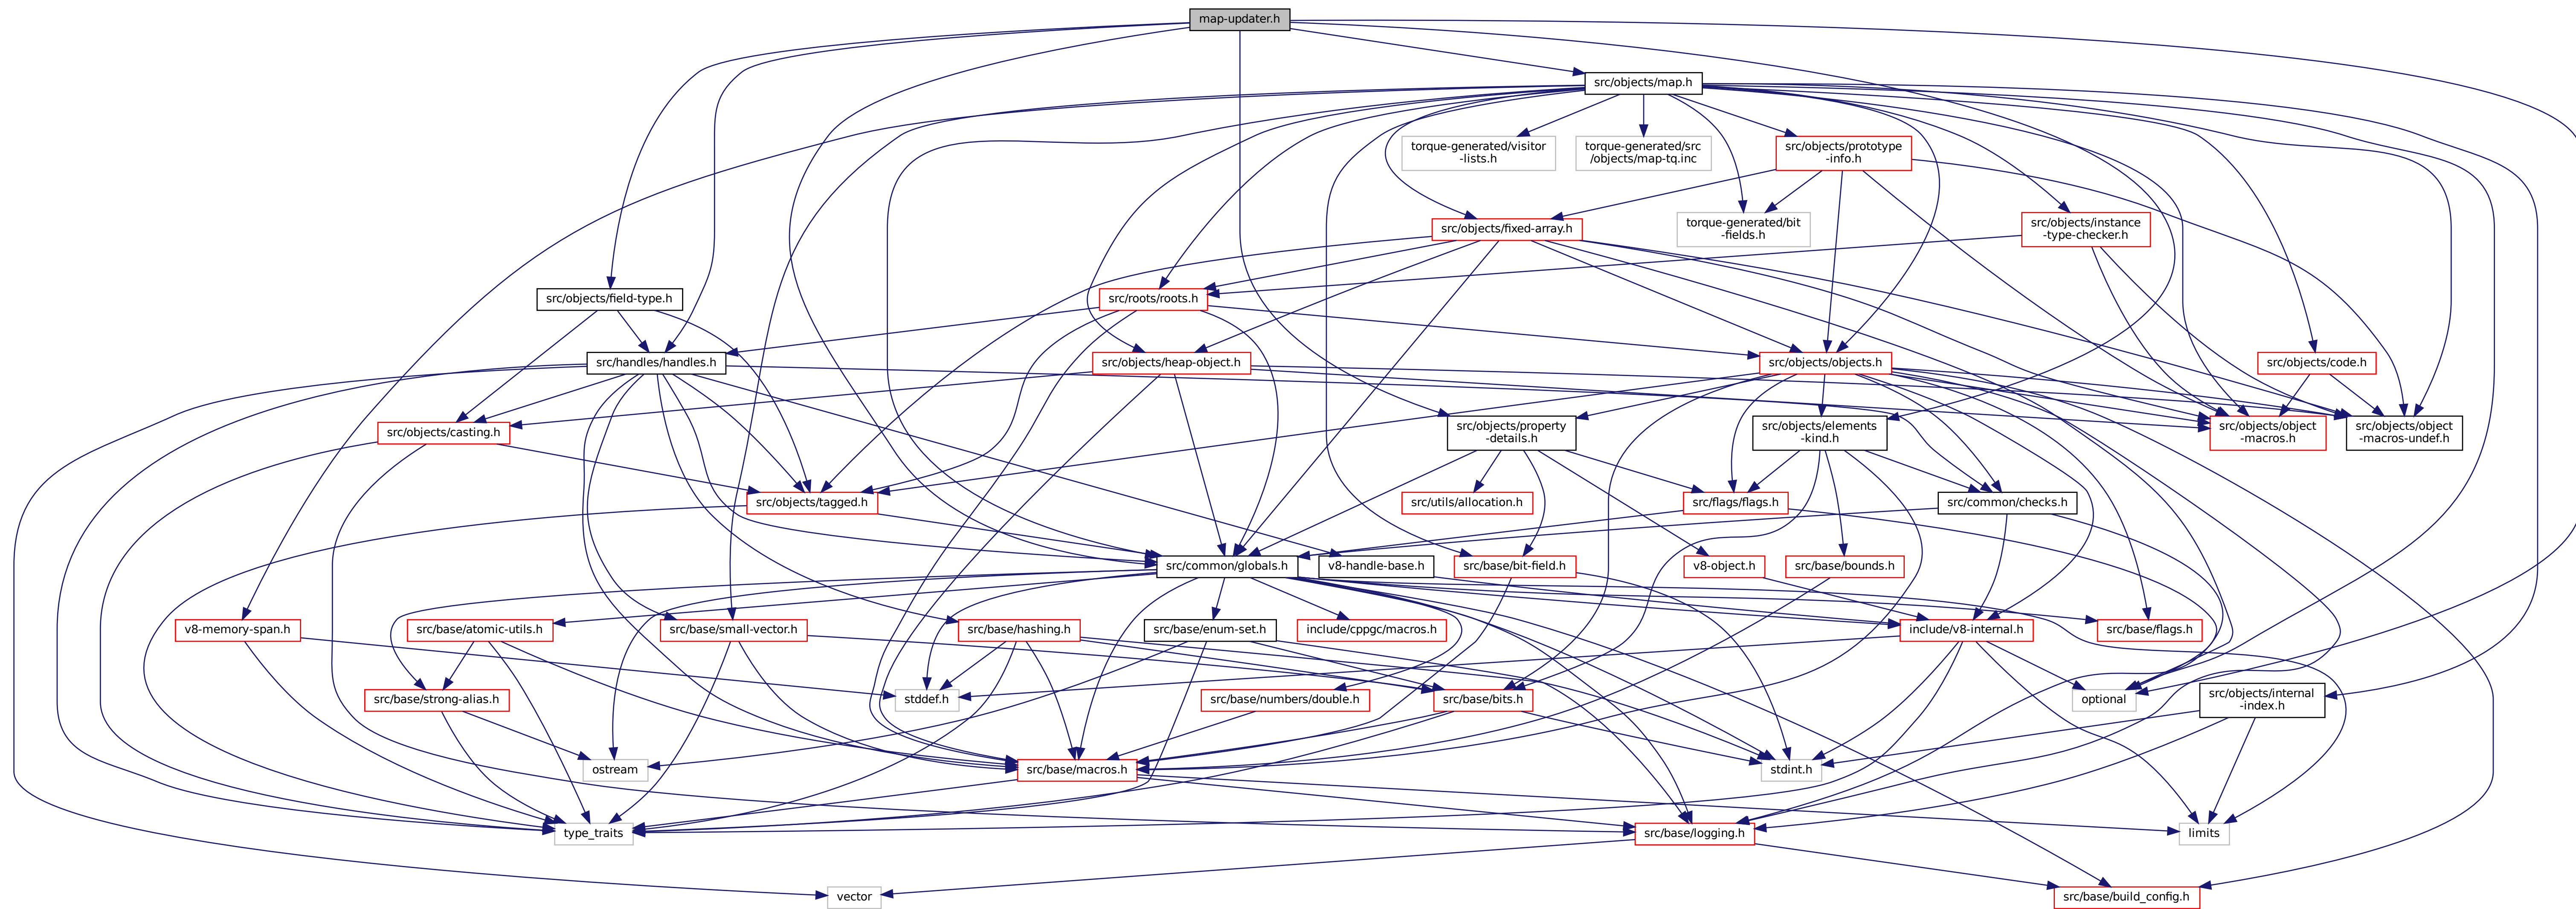 map-updater.h
src/objects/map.h
torque-generated/visitor
-lists.h
torque-generated/src
/objects/map-tq.inc
src/objects/prototype
-info.h
src/objects/fixed-array.h
torque-generated/bit
-fields.h
src/objects/instance
-type-checker.h
src/objects/field-type.h
src/roots/roots.h
src/handles/handles.h
src/objects/heap-object.h
src/objects/objects.h
src/objects/code.h
src/objects/casting.h
src/objects/property
-details.h
src/objects/elements
-kind.h
src/objects/object
-macros.h
src/objects/object
-macros-undef.h
src/objects/tagged.h
src/utils/allocation.h
src/flags/flags.h
src/common/checks.h
src/common/globals.h
v8-handle-base.h
src/base/bit-field.h
v8-object.h
src/base/bounds.h
v8-memory-span.h
src/base/atomic-utils.h
src/base/small-vector.h
src/base/hashing.h
src/base/enum-set.h
include/cppgc/macros.h
include/v8-internal.h
src/base/flags.h
src/base/strong-alias.h
stddef.h
src/base/numbers/double.h
src/base/bits.h
optional
src/objects/internal
-index.h
ostream
src/base/macros.h
stdint.h
type_traits
src/base/logging.h
limits
vector
src/base/build_config.h